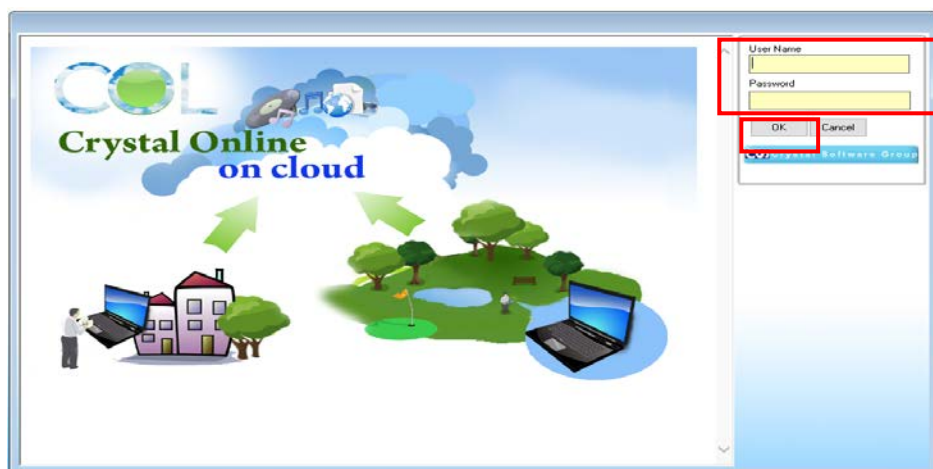 COL
Crystal Online
on cloud
User Name
Password
OK Cancel
Crystal Software Group